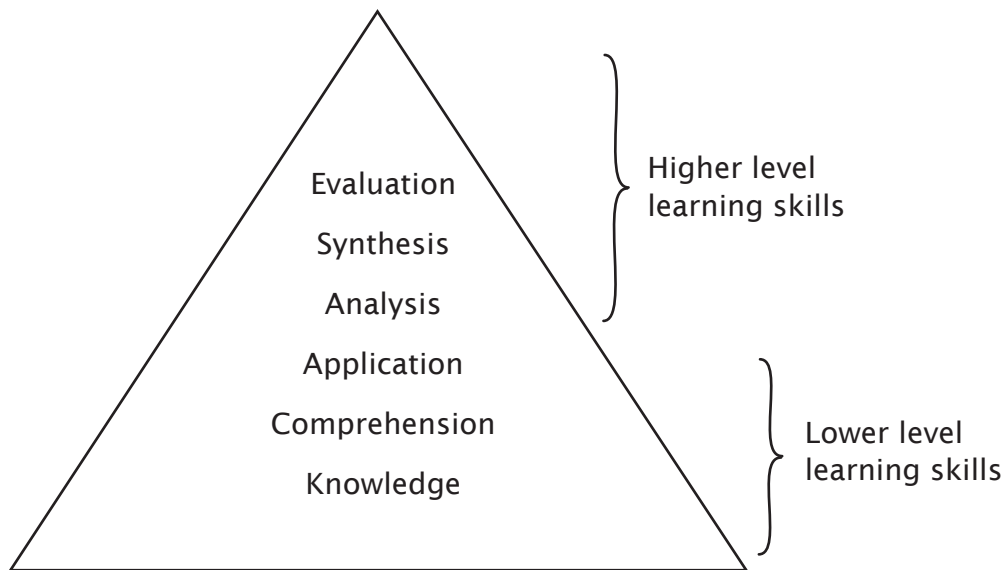 Evaluation
Synthesis
Analysis
Application
Comprehension
Knowledge
Higher level
learning skills
Lower level
learning skills